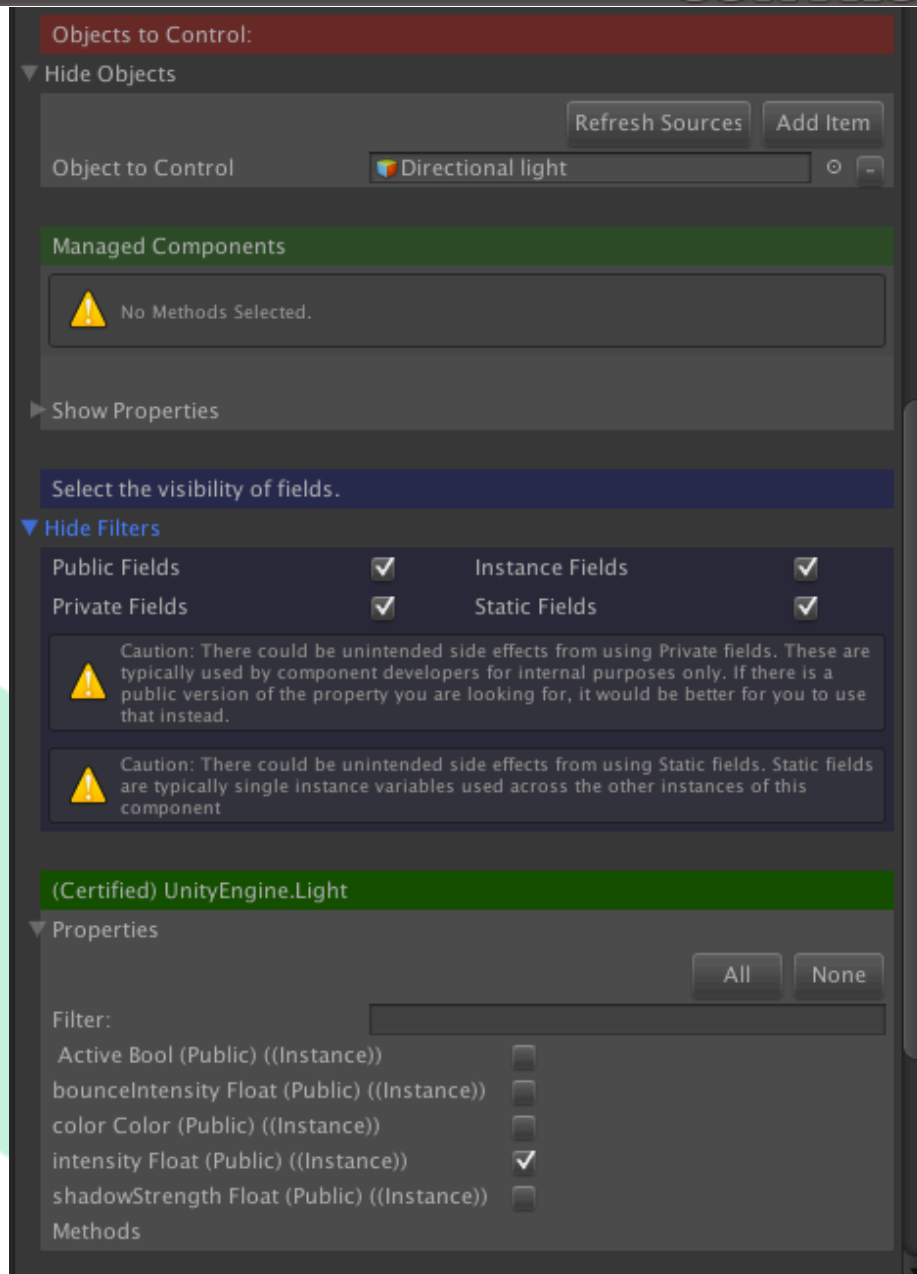 Objects to Control:
Hide Objects
Refresh Sources Add Item
Object to Control Directional light -
Managed Components
No Methods Selected.
Show Properties
Select the visibility of fields.
Hide Filters
Public Fields Instance Fields
Private Fields Static Fields
Caution: There could be unintended side effects from using Private fields. These are
typically used by component developers for internal purposes only. If there is a
public version of the property you are looking for, it would be better for you to use
that instead.
Caution: There could be unintended side effects from using Static fields. Static fields
are typically single instance variables used across the other instances of this
component
(Certified) UnityEngine.Light
Properties
All None
Filter:
Active Bool (Public) ((Instance))
bounceIntensity Float (Public) ((Instance))
color Color (Public) ((Instance))
intensity Float (Public) ((Instance))
shadowStrength Float (Public) ((Instance))
Methods